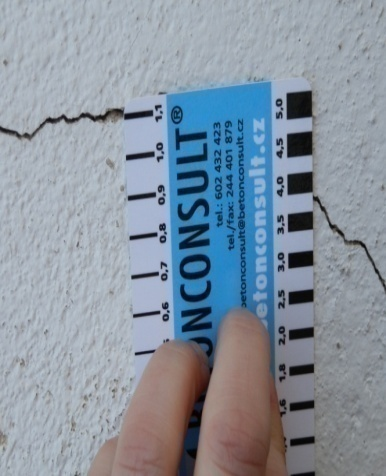 0,6 0,7 0,8 0,9 1,0 1,1
ONCONSULT®
tel.: 602 432 423
tel./fax: 244 401 879
betonconsult@betonconsult.cz
betonconsult.cz
1,6 1,8 2,0 2,5 3,0 3,5 4,0 4,5 5,0